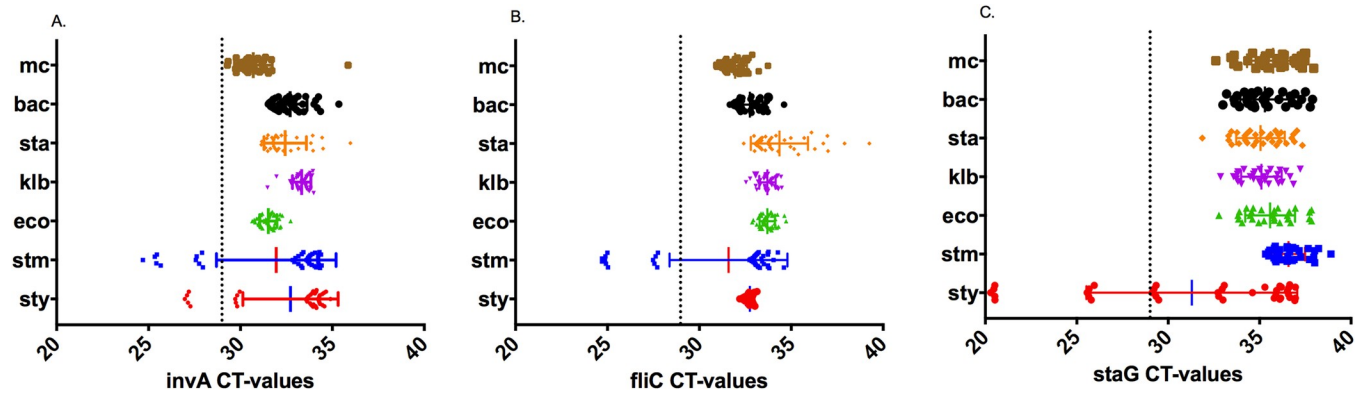 A.
mc
bac
sta
klb
eco
stm
sty
20
25
30
35
40
invA CT-values
B.
mc
bac
sta
klb
eco
stm
sty
20
25
30
35
40
fliC CT-values
C.
mc
bac
sta
klb
eco
stm
sty
20
25
30
35
40
staG CT-values